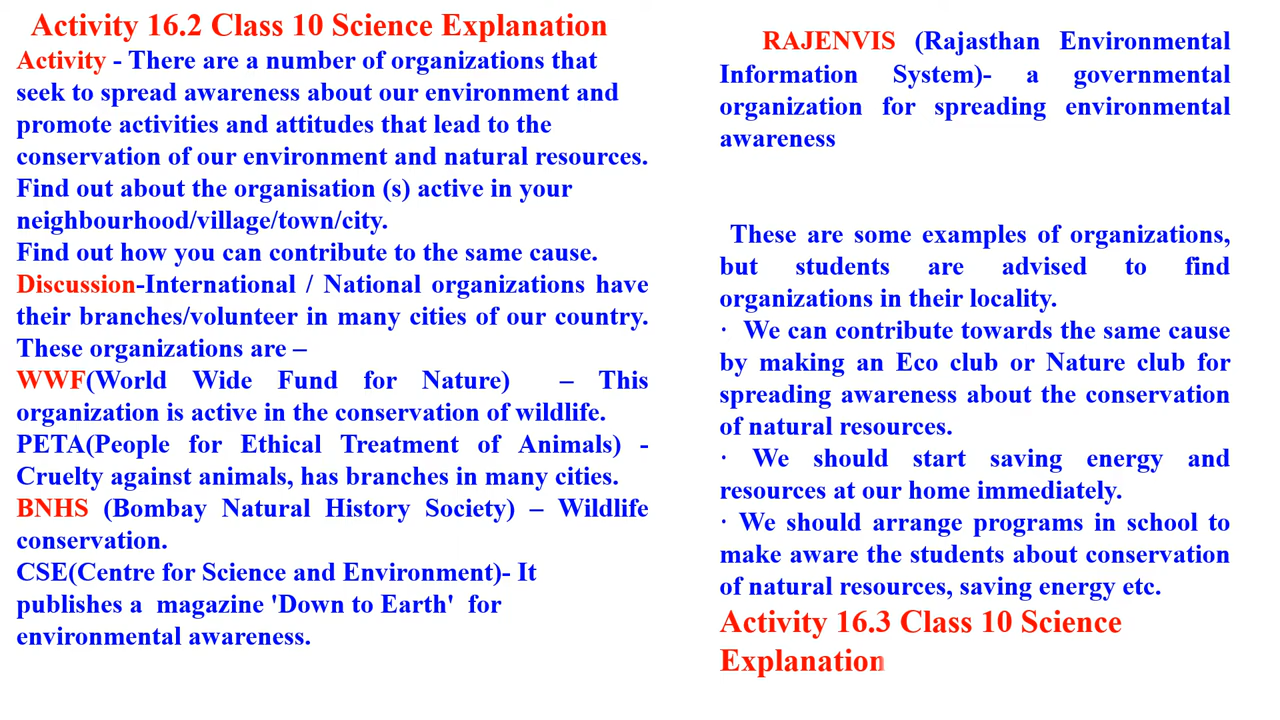 Activity 16.2 Class 10 Science Explanation
Activity - There are a number of organizations that
seek to spread awareness about our environment and
promote activities and attitudes that lead to the
conservation of our environment and natural resources.
Find out about the organisation (s) active in your
neighbourhood/village/town/city.
Find out how you can contribute to the same cause.
Discussion-International / National organizations have
their branches/volunteer in many cities of our country.
These organizations are –
WWF(World Wide Fund for Nature) – This
organization is active in the conservation of wildlife.
PETA(People for Ethical Treatment of Animals) -
Cruelty against animals, has branches in many cities.
BNHS (Bombay Natural History Society) – Wildlife
conservation.
CSE(Centre for Science and Environment)- It
publishes a magazine 'Down to Earth' for
environmental awareness.
RAJENVIS (Rajasthan Environmental
Information System)- a governmental
organization for spreading environmental
awareness
These are some examples of organizations,
but students are advised to find
organizations in their locality.
· We can contribute towards the same cause
by making an Eco club or Nature club for
spreading awareness about the conservation
of natural resources.
· We should start saving energy and
resources at our home immediately.
· We should arrange programs in school to
make aware the students about conservation
of natural resources, saving energy etc.
Activity 16.3 Class 10 Science
Explanation